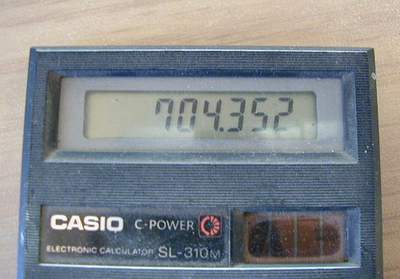 704.352
CASIO C-POWER
ELECTRONIC CALCULATOR SL-310M